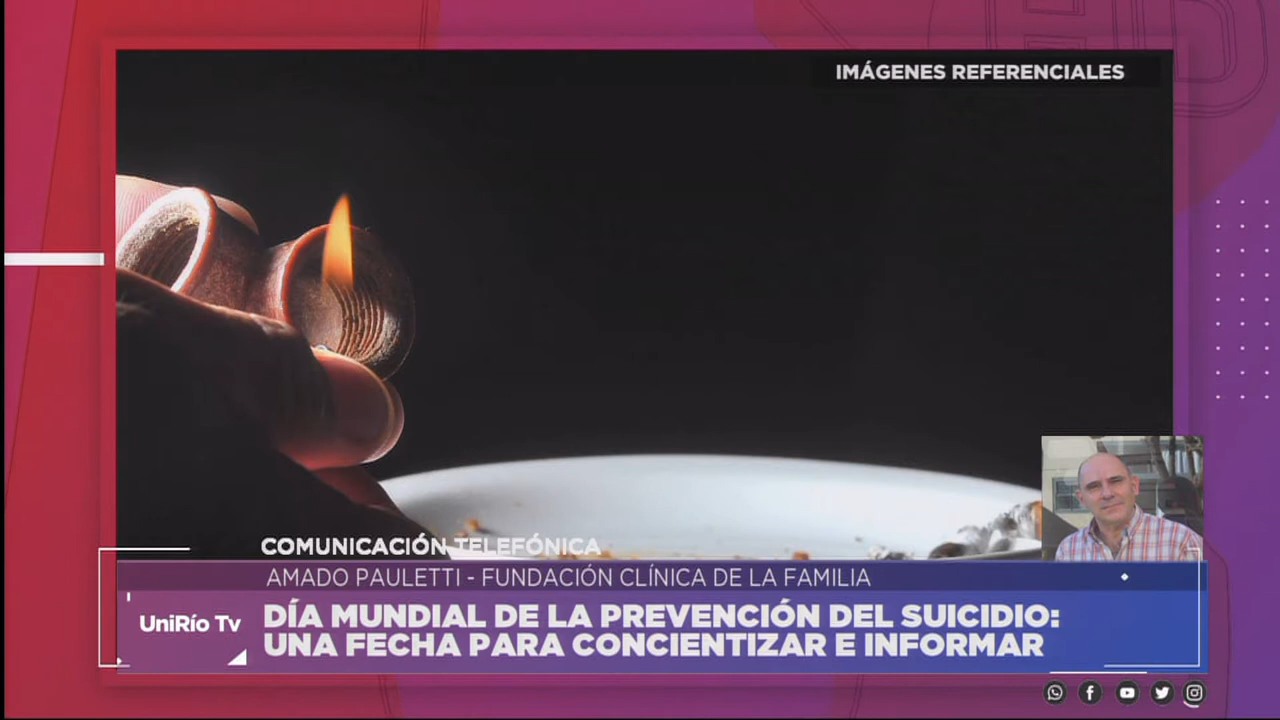 IMÁGENES REFERENCIALES
COMUNICACIÓN TELEFÓNICA
AMADO PAULETTI - FUNDACIÓN CLÍNICA DE LA FAMILIA
UniRío Tv
DÍA MUNDIAL DE LA PREVENCIÓN DEL SUICIDIO:
UNA FECHA PARA CONCIENTIZAR E INFORMAR